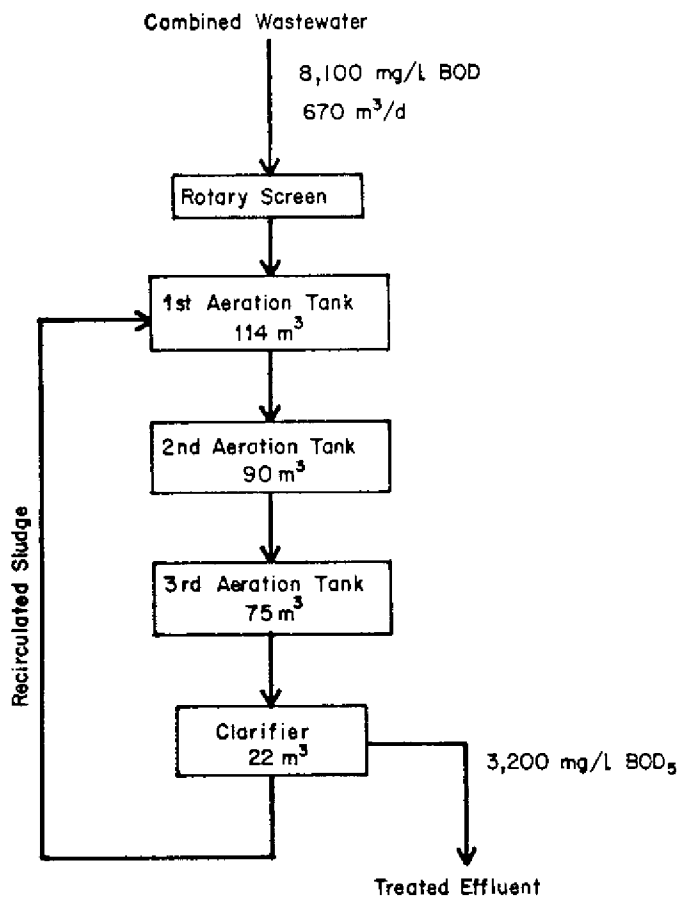 Combined Wastewater
8,100 mg/l BOD
670 m³/d
Rotary Screen
1st Aeration Tank
114 m³
2nd Aeration Tank
90 m³
3rd Aeration Tank
75 m³
Recirculated Sludge
Clarifier
22 m³
3,200 mg/l BOD₅
Treated Effluent